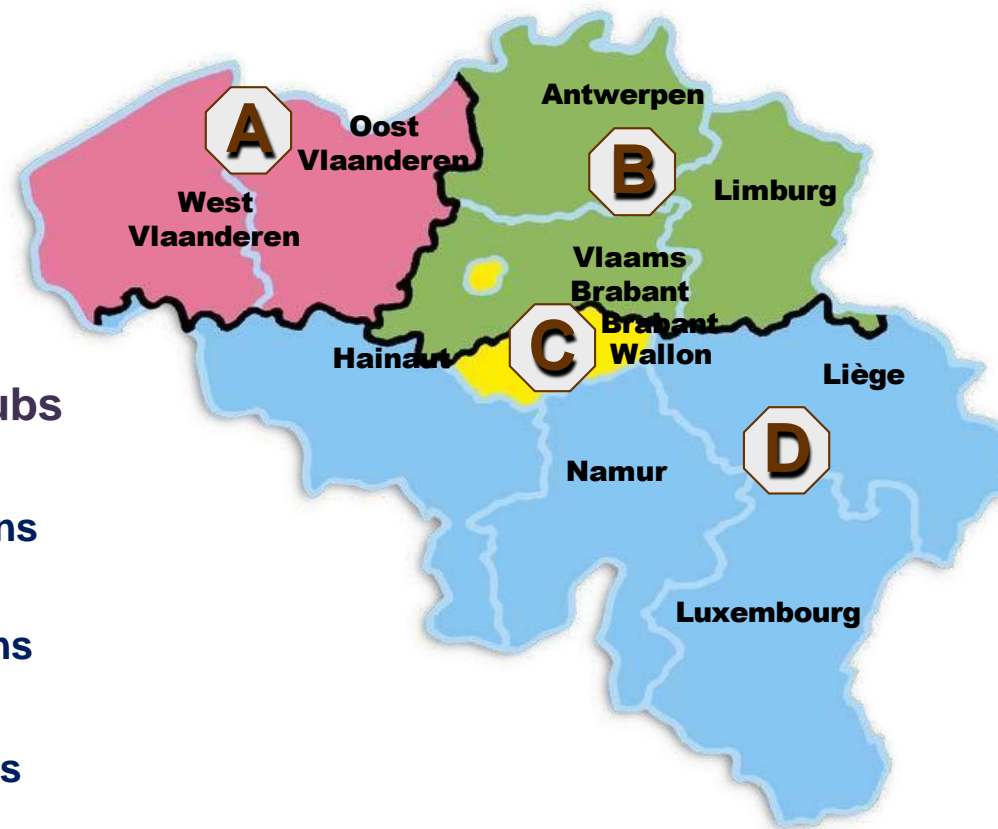 Antwerpen
A
Oost
Vlaanderen
B
Limburg
West
Vlaanderen
Vlaams
Brabant
Brabant
Wallon
C
Hainaut
Liège
ubs
D
Namur
ns
Luxembourg
ns
s